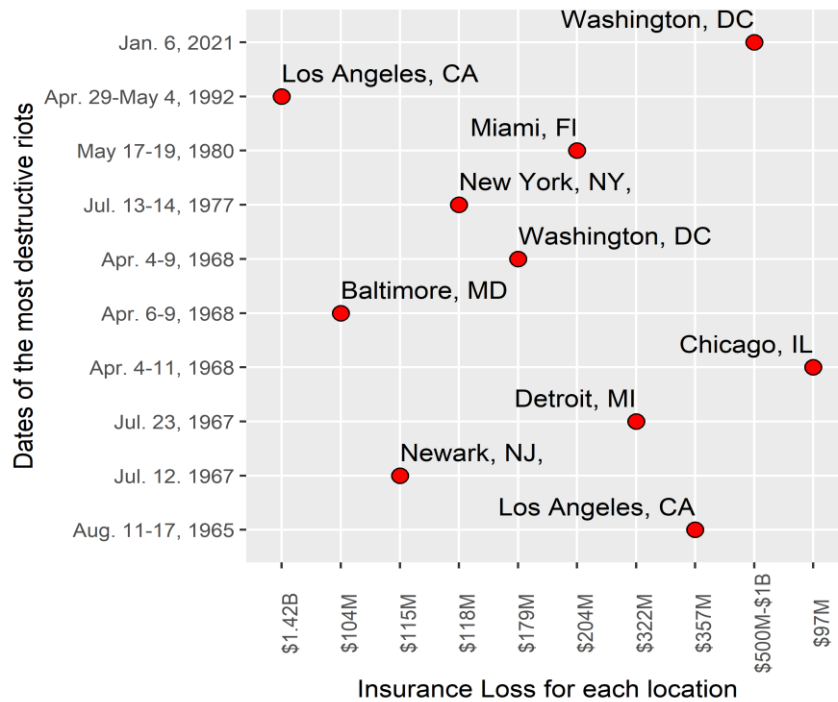 Washington, DC
Jan. 6, 2021
Los Angeles, CA
Apr. 29-May 4, 1992
Miami, Fl
May 17-19, 1980
New York, NY,
Jul. 13-14, 1977
Washington, DC
Apr. 4-9, 1968
Baltimore, MD
Apr. 6-9, 1968
Chicago, IL
Apr. 4-11, 1968
Detroit, MI
Jul. 23, 1967
Newark, NJ,
Jul. 12. 1967
Los Angeles, CA
Aug. 11-17, 1965
Dates of the most destructive riots
$1.42B
$104M
$115M
$118M
$179M
$204M
$322M
$357M
$500M-$1B
$97M
Insurance Loss for each location